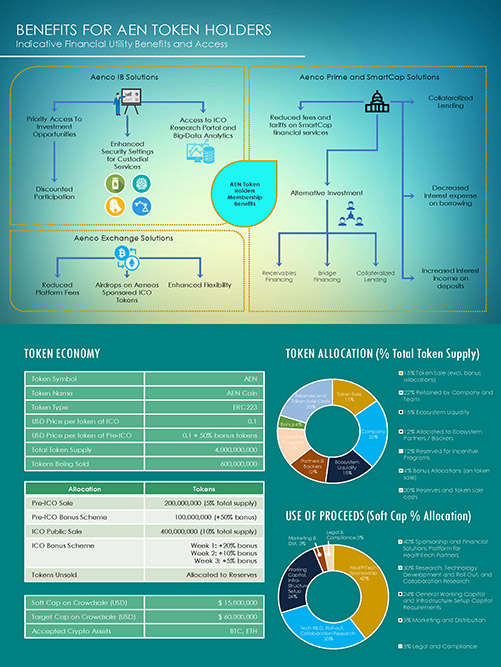 BENEFITS FOR AEN TOKEN HOLDERS
Indicative Financial Utility Benefits and Access
Aenco IB Solutions
Priority Access To
Investment
Opportunities
Discounted
Participation
Enhanced
Security Settings
for Custodial
Services
Access to ICO
Research Portal and
Big-Data Analytics
AEN Token
Holders
Membership
Benefits
Aenco Prime and SmartCap Solutions
Reduced fees and
tariffs on SmartCap
financial services
Collateralized
Lending
Alternative Investment
Decreased
Interest expense
on borrowing
Receivables
Financing
Bridge
Financing
Collateralized
Lending
Increased Interest
Income on
deposits
Aenco Exchange Solutions
Reduced
Platform Fees
Airdrops on Aeneas
Sponsored ICO
Tokens
Enhanced Flexibility
TOKEN ECONOMY
Token Symbol AEN
Token Name AEN Coin
Token Type ERC223
USD Price per token at ICO 0.1
USD Price per token at Pre-ICO 0.1 + 50% bonus tokens
Total Token Supply 4,000,000,000
Tokens Being Sold 600,000,000
Allocation Tokens
Pre-ICO Sale 200,000,000 (5% total supply)
Pre-ICO Bonus Scheme 100,000,000 (+50% bonus)
ICO Public Sale 400,000,000 (10% total supply)
ICO Bonus Scheme Week 1: +20% bonus
Week 2: +10% bonus
Week 3: +5% bonus
Tokens Unsold Allocated to Reserves
Soft Cap on Crowdsale (USD) $ 15,000,000
Target Cap on Crowdsale (USD) $ 60,000,000
Accepted Crypto Assets BTC, ETH
TOKEN ALLOCATION (% Total Token Supply)
Reserves and
Token Sale Costs
20%
Token Sale
15%
Bonus 4%
Company
22%
Partners &
Backers
12%
Ecosystem
Liquidity
15%
15% Token Sale (excl. bonus
allocations)
22% Retained by Company and
Team
15% Ecosystem Liquidity
12% Allocated to Ecosystem
Partners / Backers
12% Reserved for Incentive
Programs
4% Bonus Allocations (on token
sale)
20% Reserves and token sale
costs
USE OF PROCEEDS (Soft Cap % Allocation)
Marketing &
Dist. 3%
Legal &
Compliance 3%
HealthTech
Sponsorship
40%
Working
Capital,
Infra-
Structure
Setup
24%
Tech R&D, Roll-out,
Collaboration Research
30%
40% Sponsorship and Financial
Solutions Platform for
HealthTech Partners
30% Research, Technology
Development and Roll Out, and
Collaboration Research
24% General Working Capital
and Infrastructure Setup Capital
Requirements
3% Marketing and Distribution
3% Legal and Compliance